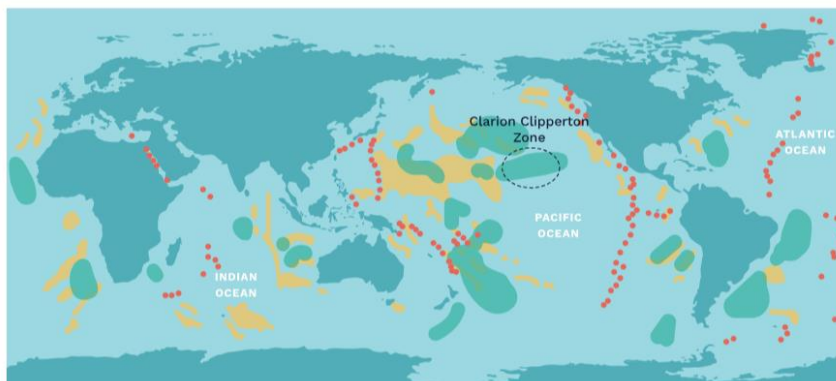 Clarion Clipperton
Zone
ATLANTIC
OCEAN
PACIFIC
OCEAN
INDIAN
OCEAN